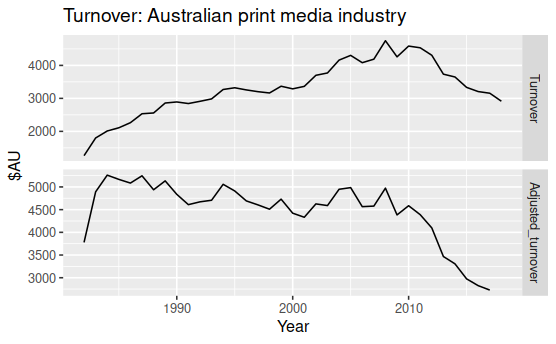 Turnover: Australian print media industry
4000
3000
2000
Turnover
$AU
5000
4500
4000
3500
3000
Adjusted_turnover
1990
2000
2010
Year